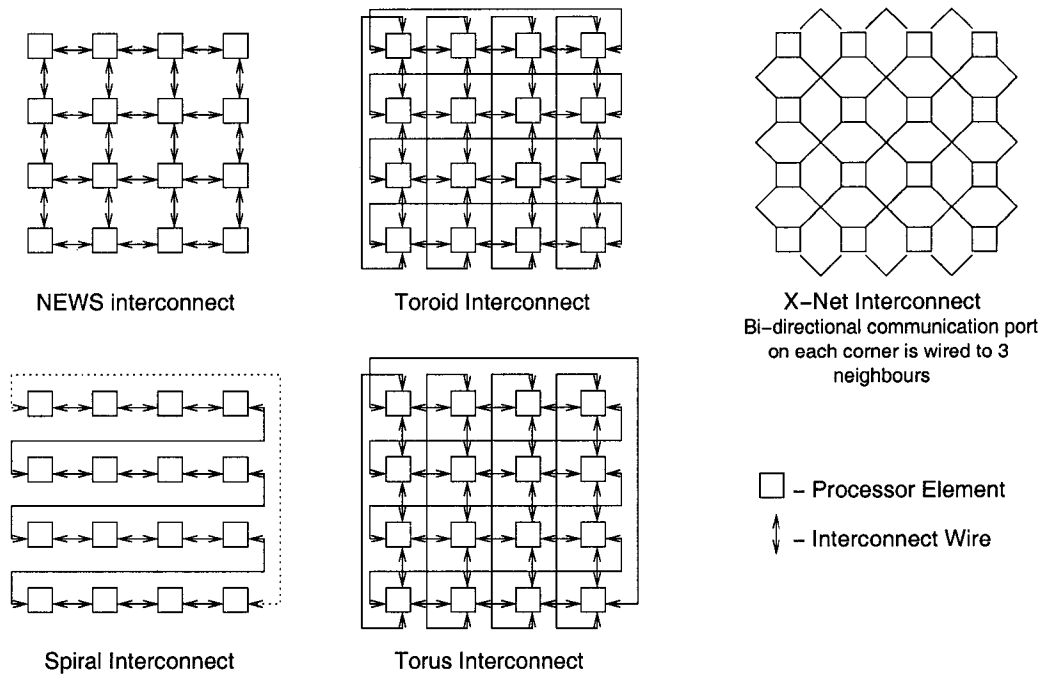 NEWS interconnect
Toroid Interconnect
X–Net Interconnect
Bi–directional communication port
on each corner is wired to 3
neighbours
– Processor Element
– Interconnect Wire
Spiral Interconnect
Torus Interconnect